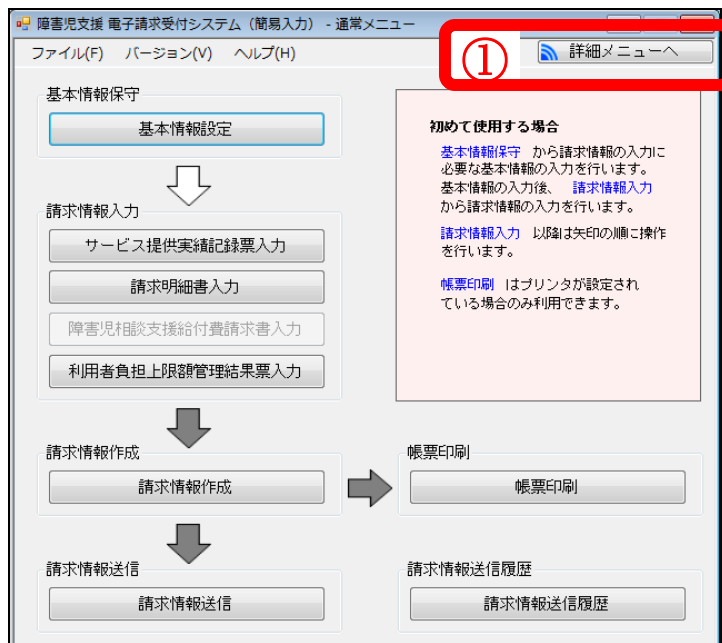 障害児支援 電子請求受付システム（簡易入力） - 通常メニュー
ファイル(F) バージョン(V) ヘルプ(H)
①
詳細メニューへ
基本情報保守
基本情報設定
初めて使用する場合
基本情報保守 から請求情報の入力に
必要な基本情報の入力を行います。
基本情報の入力後、 請求情報入力
から請求情報の入力を行います。
請求情報入力 以降は矢印の順に操作
を行います。
帳票印刷 はプリンタが設定され
ている場合のみ利用できます。
請求情報入力
サービス提供実績記録票入力
請求明細書入力
障害児相談支援給付費請求書入力
利用者負担上限額管理結果票入力
請求情報作成
請求情報作成
帳票印刷
帳票印刷
請求情報送信
請求情報送信
請求情報送信履歴
請求情報送信履歴